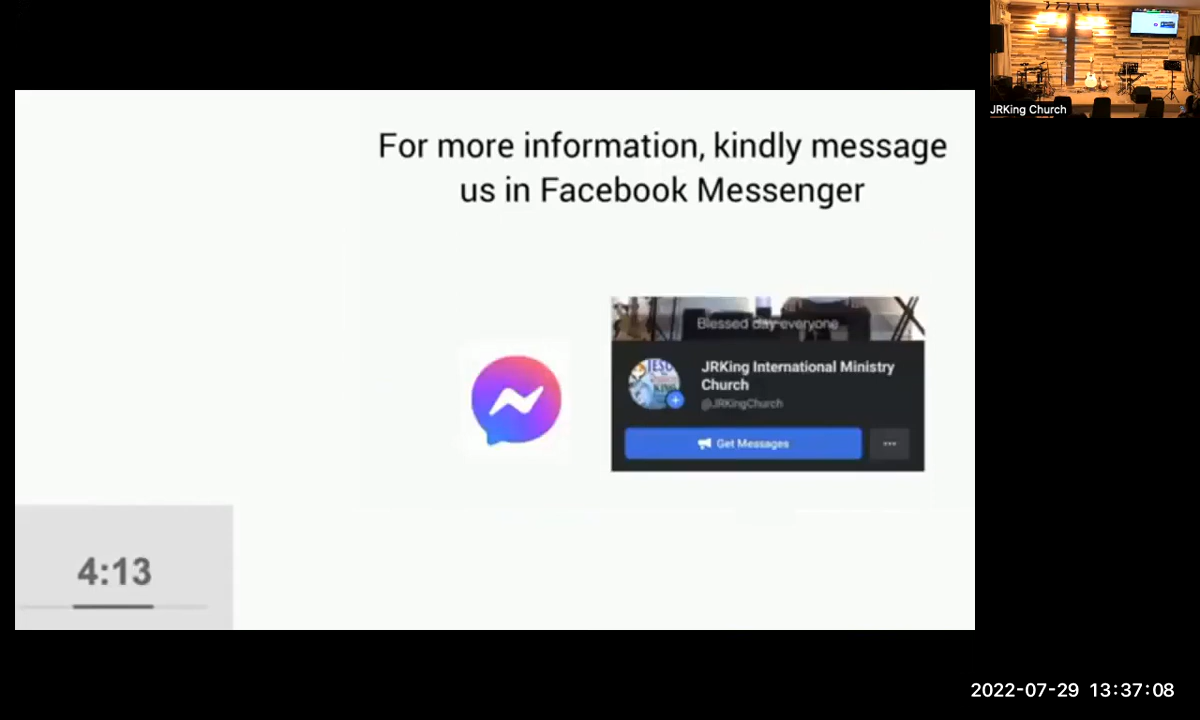 JRKing Church
For more information, kindly message
us in Facebook Messenger
Blessed day everyone
JRKing International Ministry
Church
@JRKingChurch
Get Messages
4:13
2022-07-29 13:37:08